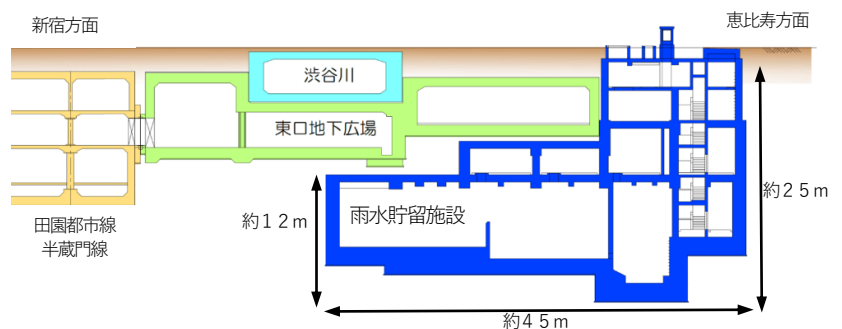 新宿方面
恵比寿方面
渋谷川
東口地下広場
約25m
約12m
雨水貯留施設
田園都市線
半蔵門線
約45m